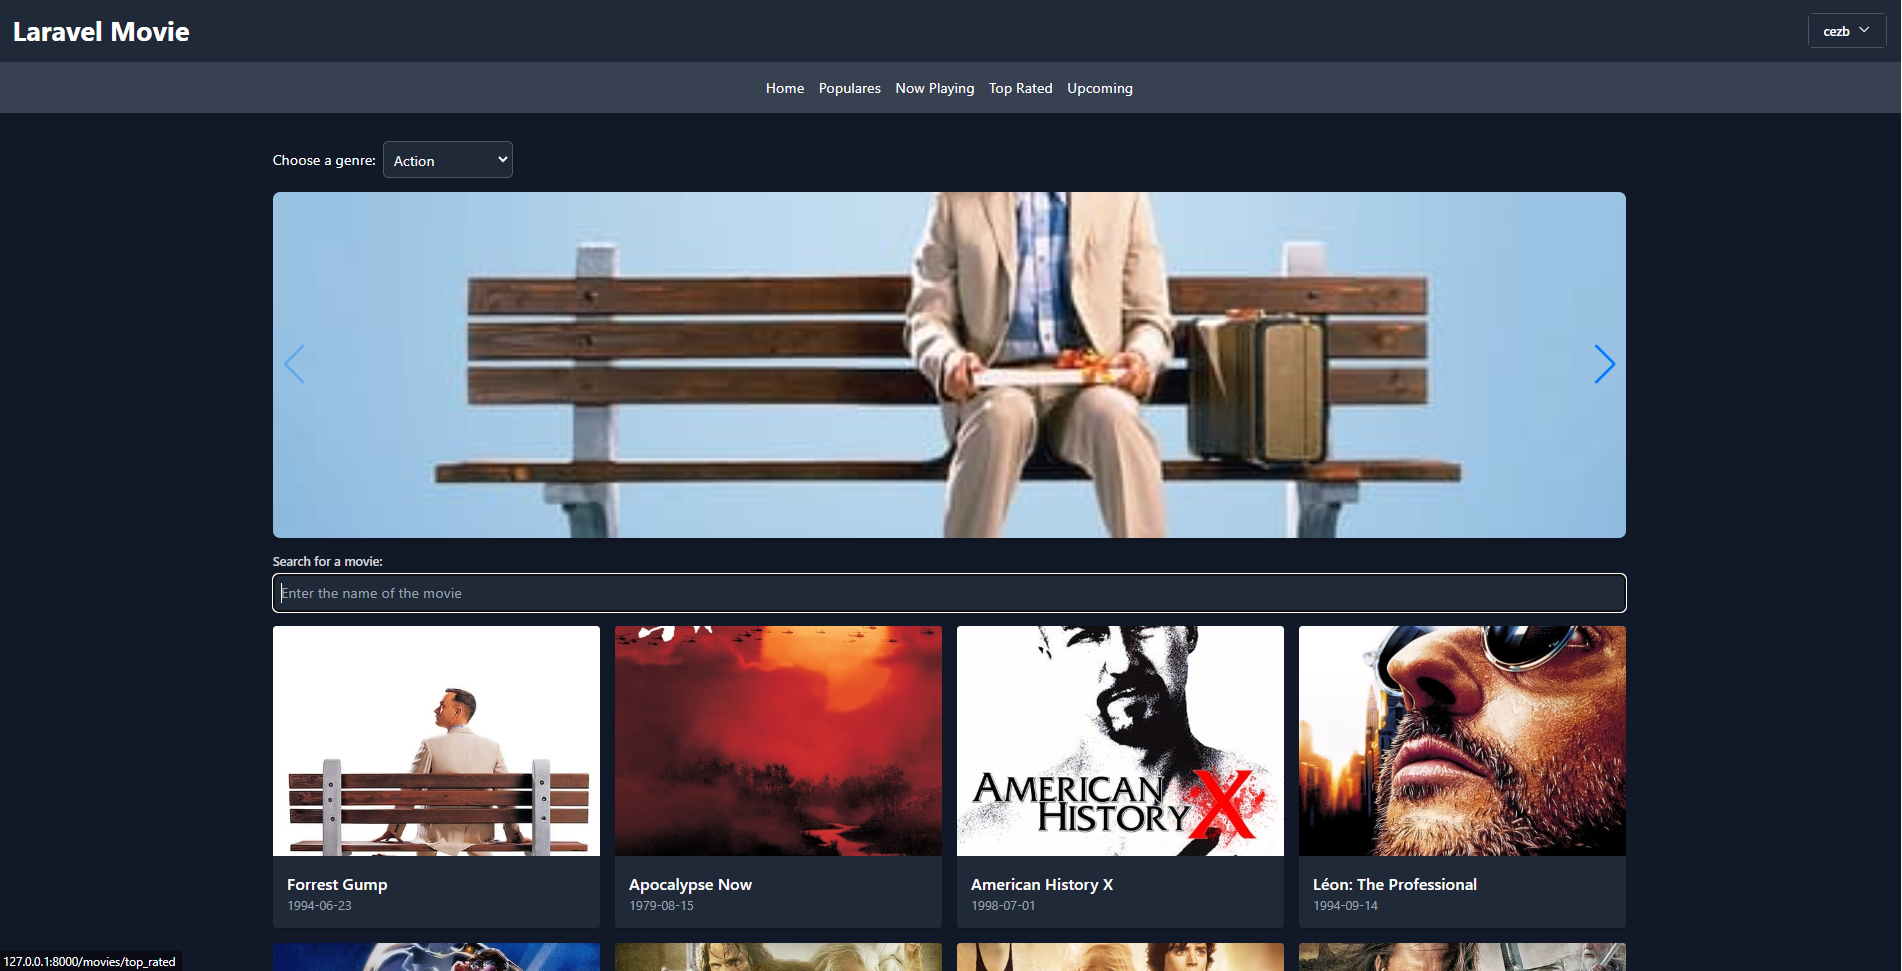 Laravel Movie
cezb
Home Populares Now Playing Top Rated Upcoming
Choose a genre: Action
Search for a movie:
Enter the name of the movie
AMERICAN
HISTORY X
Forrest Gump
1994-06-23
Apocalypse Now
1979-08-15
American History X
1998-07-01
Léon: The Professional
1994-09-14
127.0.0.1:8000/movies/top_rated